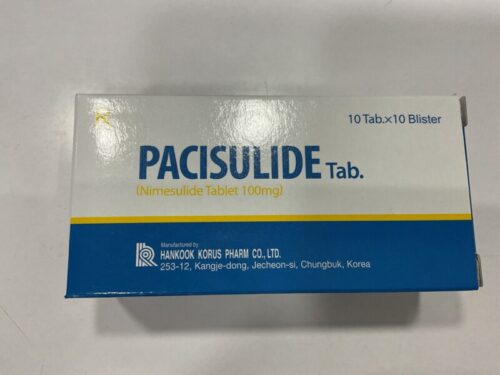 10 Tab.×10 Blister
PACISULIDE Tab.
(Nimesulide Tablet 100mg)
Manufactured by
HANKOOK KORUS PHARM CO., LTD.
253-12, Kangje-dong, Jecheon-si, Chungbuk, Korea